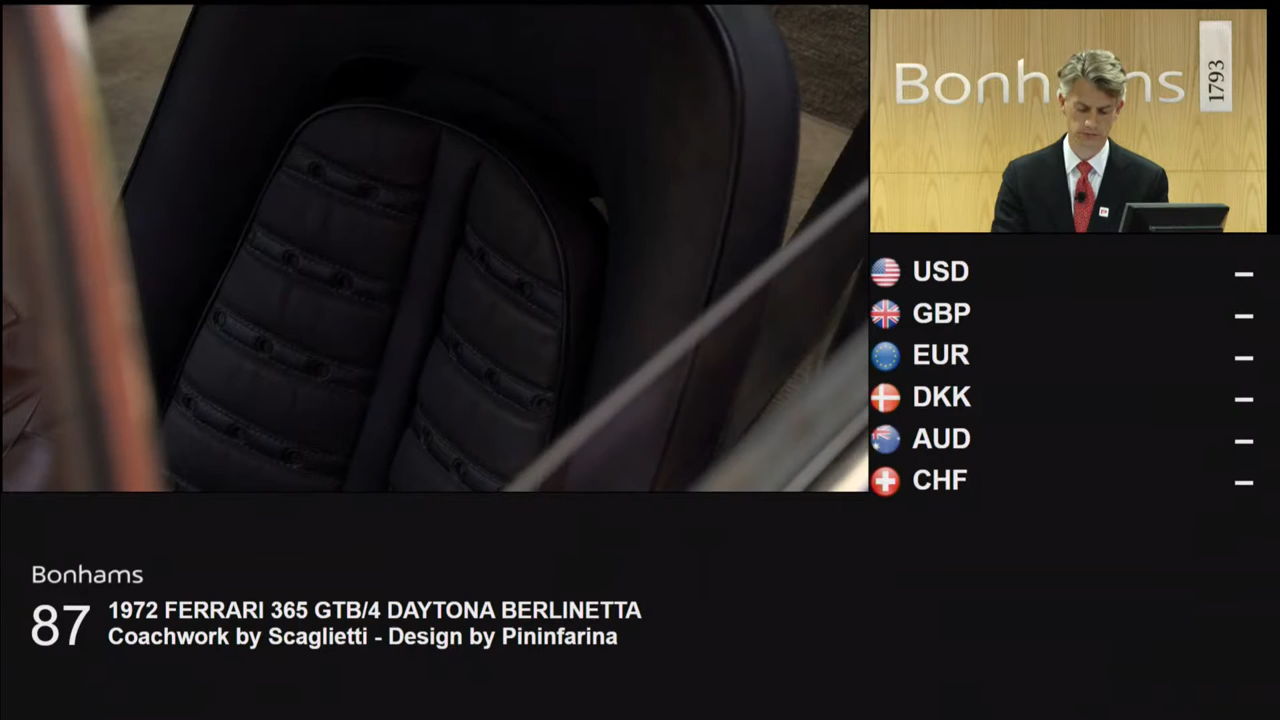 Bonhams
1793
USD –
GBP –
EUR –
DKK –
AUD –
CHF –
Bonhams
87
1972 FERRARI 365 GTB/4 DAYTONA BERLINETTA
Coachwork by Scaglietti - Design by Pininfarina